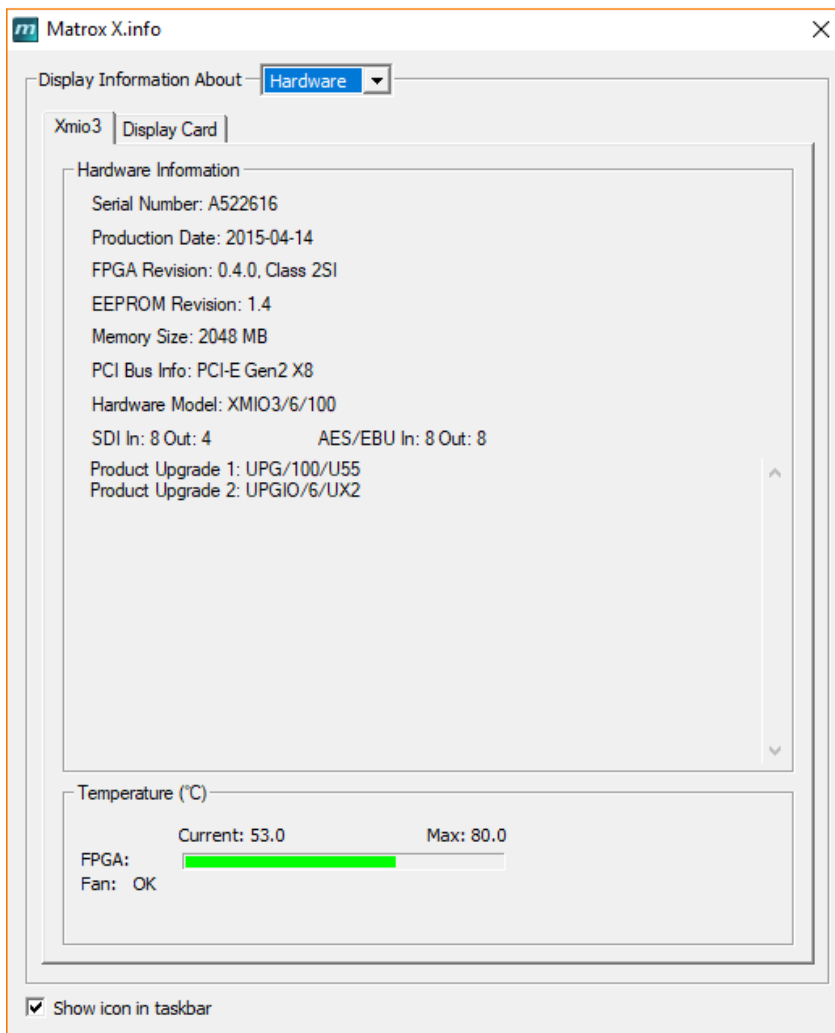 Matrox X.info
Display Information About Hardware
Xmio3 Display Card
Hardware Information
Serial Number: A522616
Production Date: 2015-04-14
FPGA Revision: 0.4.0, Class 2SI
EEPROM Revision: 1.4
Memory Size: 2048 MB
PCI Bus Info: PCI-E Gen2 X8
Hardware Model: XMIO3/6/100
SDI In: 8 Out: 4 AES/EBU In: 8 Out: 8
Product Upgrade 1: UPG/100/U55
Product Upgrade 2: UPGIO/6/UX2
Temperature (°C)
Current: 53.0 Max: 80.0
FPGA:
Fan: OK
Show icon in taskbar